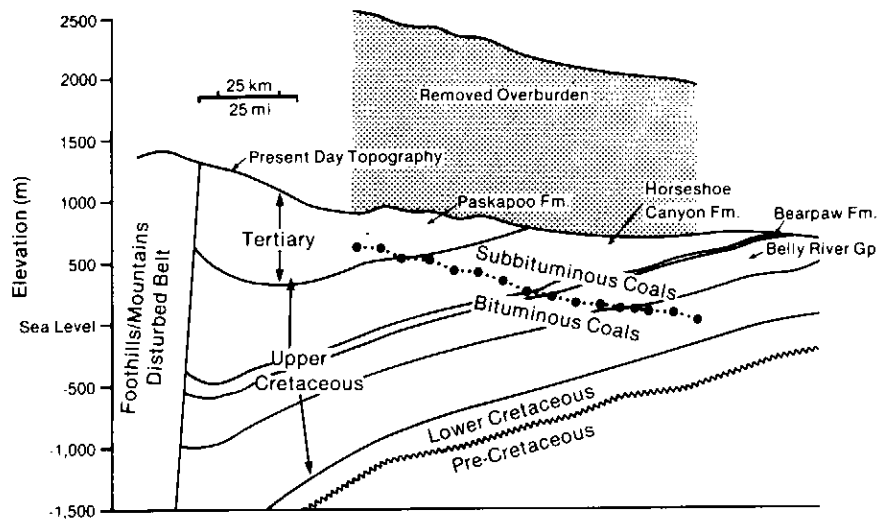 2500
2000
1500
1000
500
Sea Level
-500
-1,000
-1,500
Elevation (m)
25 km
25 mi
Removed Overburden
Present Day Topography
Paskapoo Fm.
Horseshoe
Canyon Fm.
Bearpaw Fm.
Belly River Gp
Tertiary
Subbituminous Coals
Bituminous Coals
Upper
Cretaceous
Foothills/Mountains
Disturbed Belt
Lower Cretaceous
Pre-Cretaceous